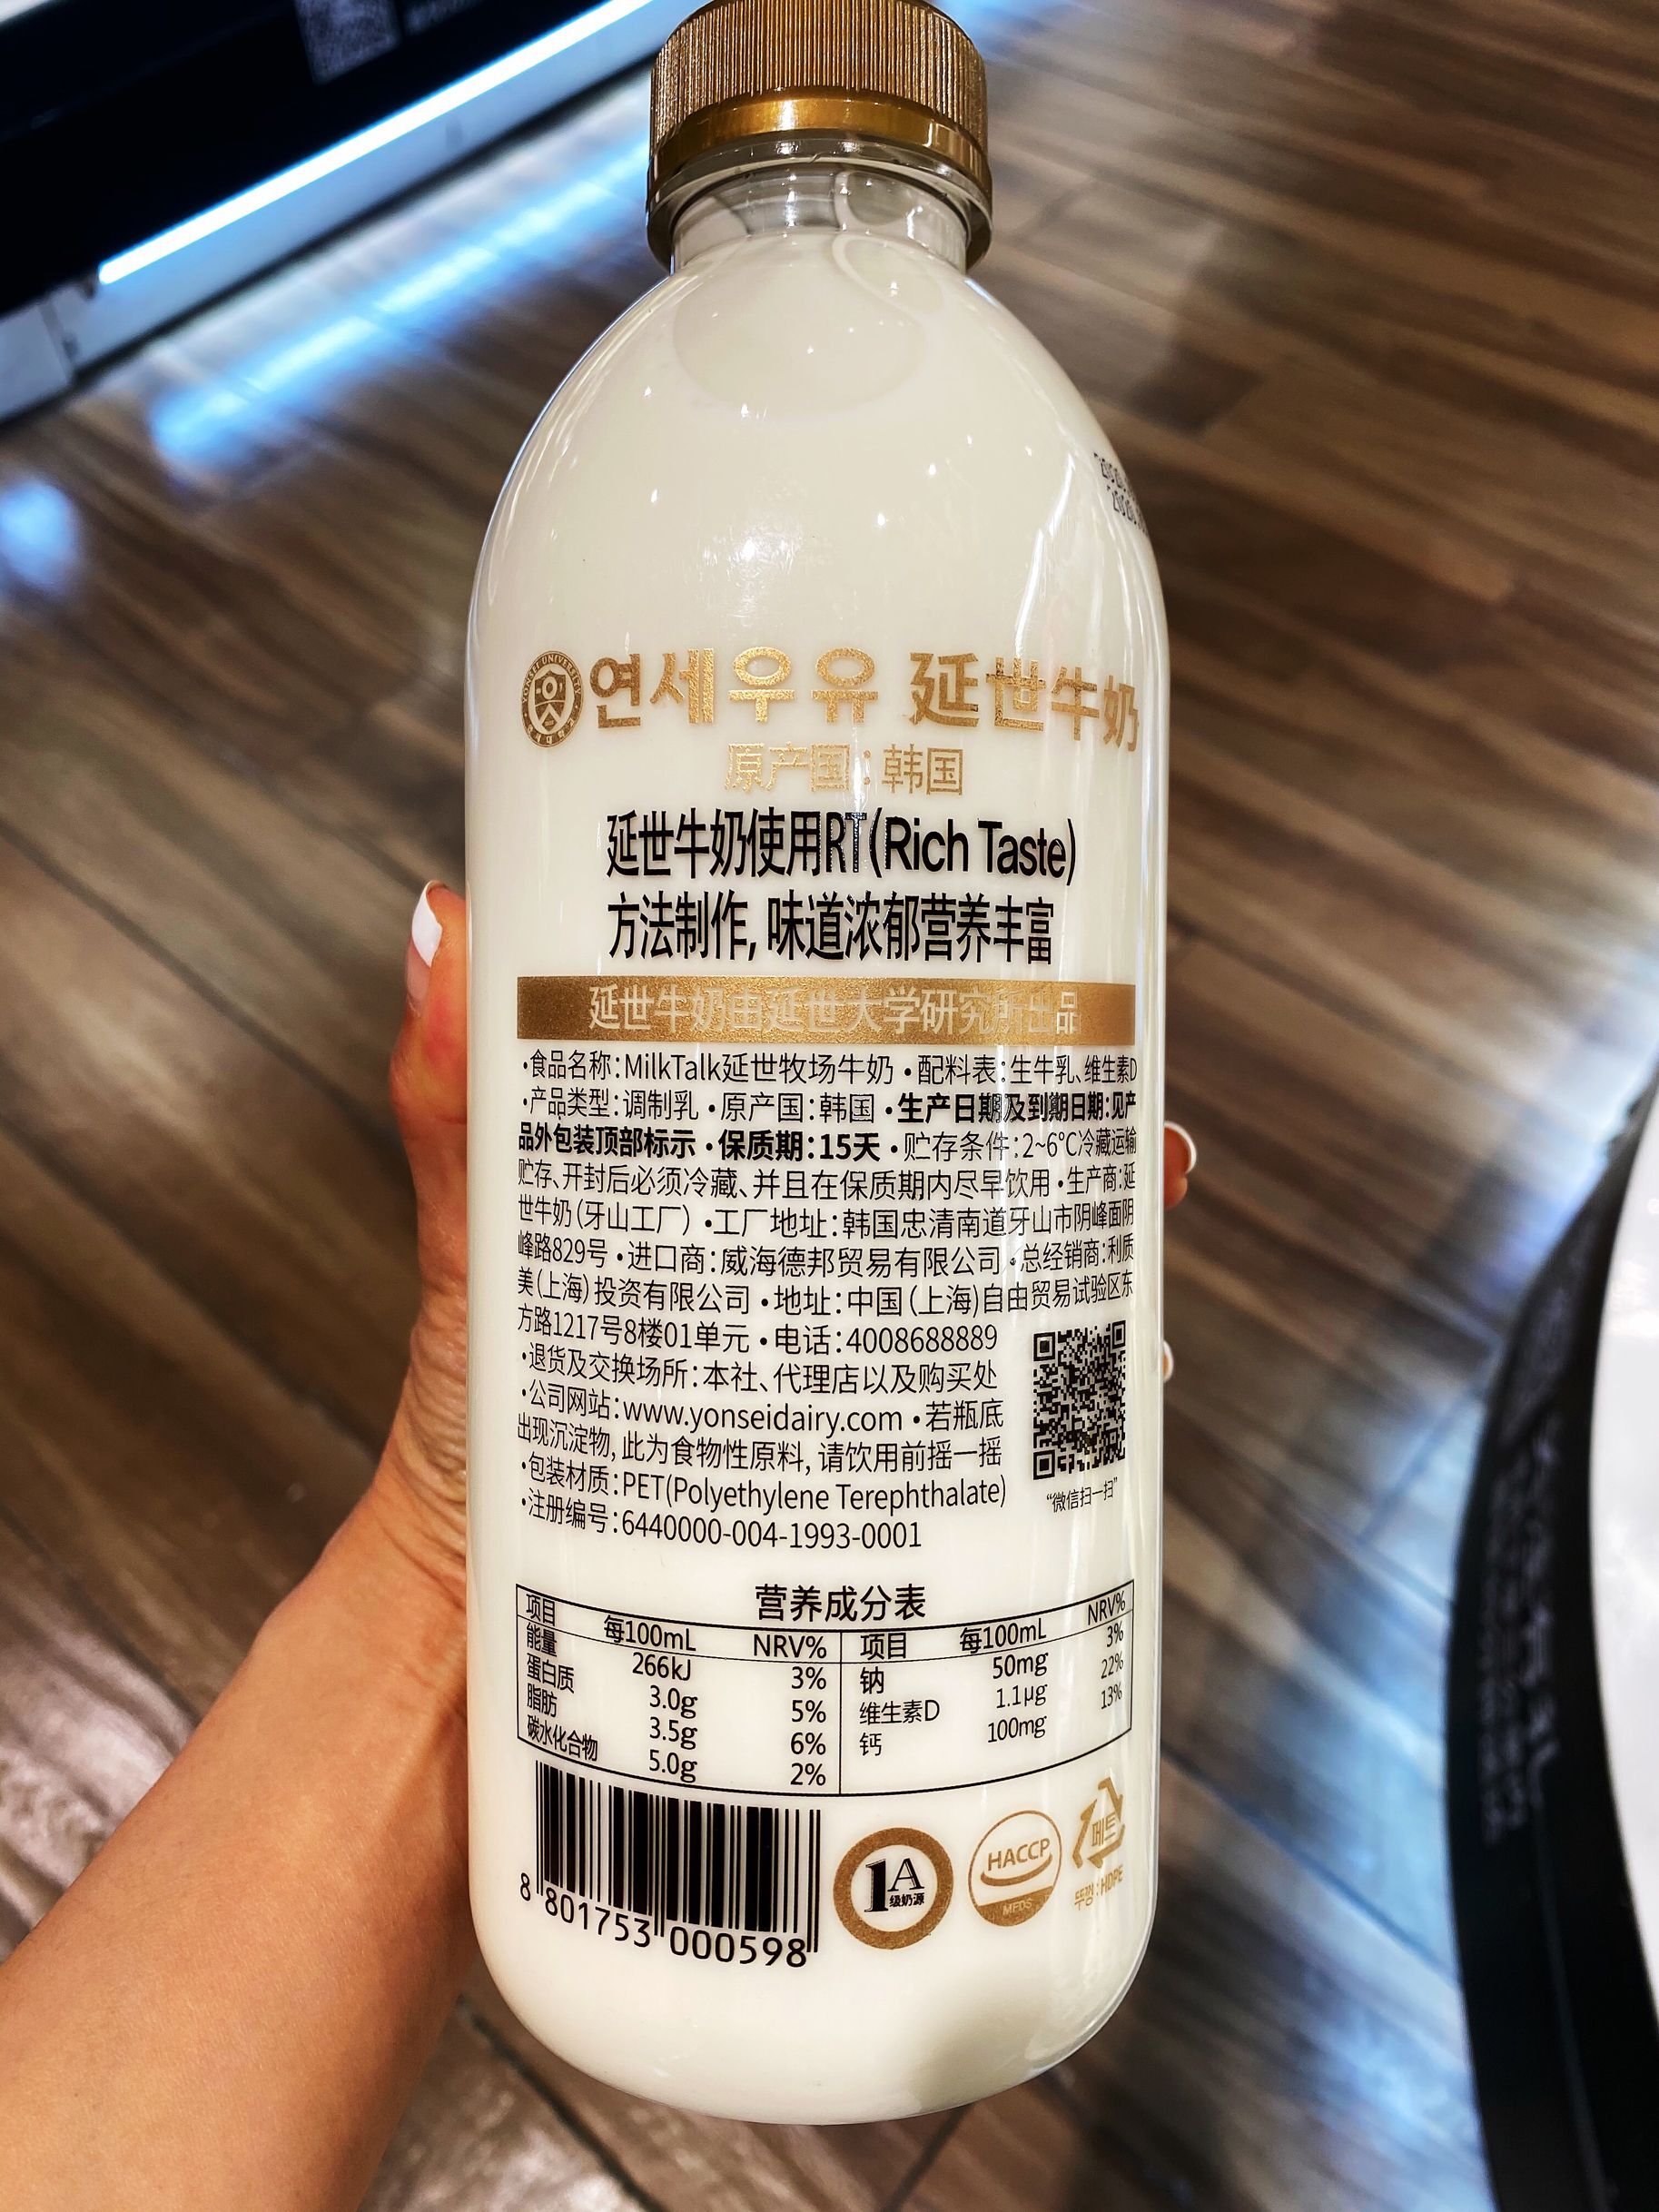 YONSEI UNIVERSITY
연세우유 延世牛奶
原产国:韩国
延世牛奶使用RT(Rich Taste)
方法制作,味道浓郁营养丰富
延世牛奶由延世大学研究所出品
·食品名称:MilkTalk延世牧场牛奶 ·配料表:生牛乳、维生素D
·产品类型:调制乳 ·原产国:韩国 ·生产日期及到期日期:见产
品外包装顶部标示 ·保质期:15天 ·贮存条件:2~6°C冷藏运输
贮存、开封后必须冷藏、并且在保质期内尽早饮用 ·生产商:延
世牛奶(牙山工厂) ·工厂地址:韩国忠清南道牙山市阴峰面阴
峰路829号 ·进口商:威海德邦贸易有限公司 ·总经销商:利质
美(上海)投资有限公司 ·地址:中国(上海)自由贸易试验区东
方路1217号8楼01单元 ·电话:4008688889
·退货及交换场所:本社、代理店以及购买处
·公司网站:www.yonseidairy.com ·若瓶底
出现沉淀物,此为食物性原料,请饮用前摇一摇
·包装材质:PET(Polyethylene Terephthalate)
·注册编号:6440000-004-1993-0001
"微信扫一扫"
营养成分表
项目 每100mL NRV% 项目 每100mL NRV%
能量 266kJ 3% 钠 50mg 3%
蛋白质 3.0g 5% 维生素D 1.1μg 22%
脂肪 3.5g 6% 钙 100mg 13%
碳水化合物 5.0g 2%
8 801753 000598
1A
级奶源
HACCP
MFDS
페트
뚜껑:HDPE